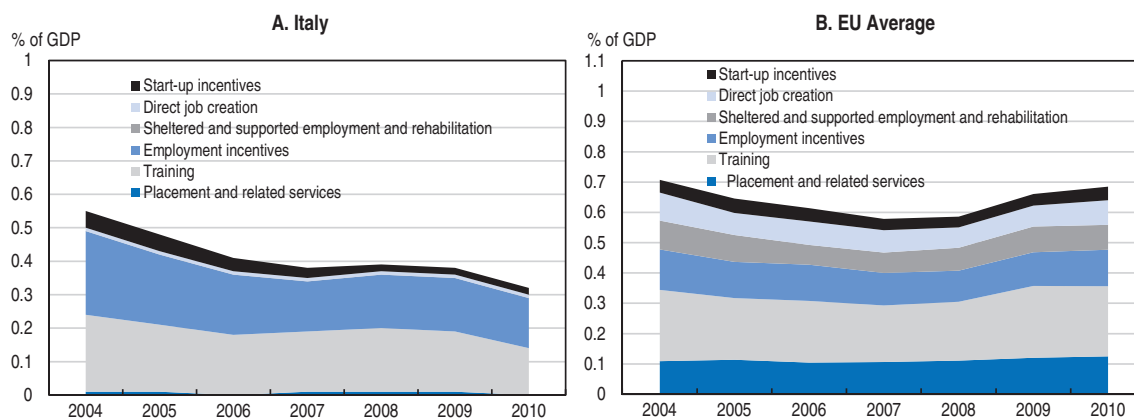 A. Italy
% of GDP
1
0.9
0.8
0.7
0.6
0.5
0.4
0.3
0.2
0.1
0
Start-up incentives
Direct job creation
Sheltered and supported employment and rehabilitation
Employment incentives
Training
Placement and related services
2004 2005 2006 2007 2008 2009 2010
B. EU Average
% of GDP
1.1
1
0.9
0.8
0.7
0.6
0.5
0.4
0.3
0.2
0.1
0
Start-up incentives
Direct job creation
Sheltered and supported employment and rehabilitation
Employment incentives
Training
Placement and related services
2004 2005 2006 2007 2008 2009 2010